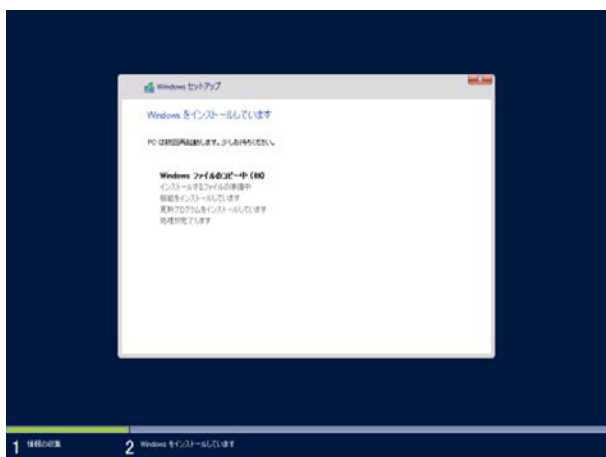 Windows セットアップ
Windows をインストールしています
PC は数回再起動します。少しお待ちください。
Windows ファイルのコピー中 (8%)
インストールするファイルの準備中
機能をインストールしています
更新プログラムをインストールしています
処理が完了します
1 情報の収集
2 Windows をインストールしています